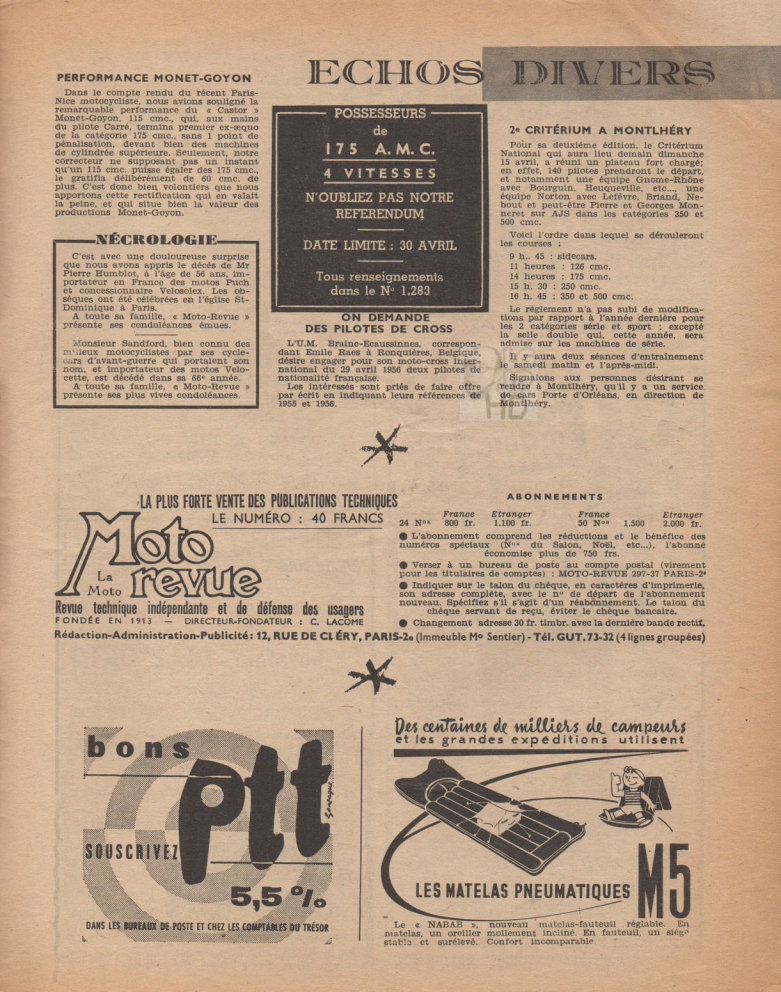 ECHOS DIVERS
PERFORMANCE MONET-GOYON
Dans le compte rendu du récent Paris-
Nice motocycliste, nous avions souligné la
remarquable performance du « Castor »
Monet-Goyon, 115 cmc., qui, aux mains
du pilote Carré, termina premier ex-æquo
de la catégorie 175 cmc., sans 1 point de
pénalisation, devant bien des machines
de cylindrée supérieure. Seulement, notre
correcteur ne supposant pas un instant
qu'un 115 cmc. puisse égaler des 175 cmc.,
le gratifia délibérément de 60 cmc. de
plus. C'est donc bien volontiers que nous
apportons cette rectification qui en valait
la peine, et qui situe bien la valeur des
productions Monet-Goyon.
NÉCROLOGIE
C'est avec une douloureuse surprise
que nous avons appris le décès de Mr
Pierre Humblot, à l'âge de 56 ans, im-
portateur en France des motos Puch
et concessionnaire Velosolex. Les ob-
sèques ont été célébrées en l'église St-
Dominique à Paris.
A toute sa famille, « Moto-Revue »
présente ses condoléances émues.
Monsieur Sandford, bien connu des
milieux motocyclistes par ses cycle-
cars d'avant-guerre qui portaient son
nom, et importateur des motos Velo-
cette, est décédé dans sa 66e année.
A toute sa famille, « Moto-Revue »
présente ses plus vives condoléances.
POSSESSEURS
de
175 A.M.C.
4 VITESSES
N'OUBLIEZ PAS NOTRE
REFERENDUM
DATE LIMITE : 30 AVRIL
Tous renseignements
dans le N° 1.283
ON DEMANDE
DES PILOTES DE CROSS
L'U.M. Braine-Ecaussinnes, correspon-
dant Emile Raes à Ronquières, Belgique,
désire engager pour son moto-cross inter-
national du 29 avril 1956 deux pilotes de
nationalité française.
Les intéressés sont priés de faire offre
par écrit en indiquant leurs références de
1955 et 1956.
2e CRITÉRIUM A MONTLHÉRY
Pour sa deuxième édition, le Critérium
National qui aura lieu demain dimanche
15 avril, a réuni un plateau fort chargé;
en effet, 140 pilotes prendront le départ,
et notamment une équipe Gnome-Rhône
avec Bourguin, Heuqueville, etc..., une
équipe Norton avec Lefèvre, Briand, Ne-
bout et peut-être Pierre et Georges Mon-
neret sur AJS dans les catégories 350 et
500 cmc.
Voici l'ordre dans lequel se dérouleront
les courses :
9 h.. 45 : sidecars.
11 heures : 126 cmc.
14 heures : 175 cmc.
15 h. 30 : 250 cmc.
16 h. 45 : 350 et 500 cmc.
Le règlement n'a pas subi de modifica-
tions par rapport à l'année dernière pour
les 2 catégories série et sport ; excepté
la selle double qui, cette année, sera
admise sur les machines de série.
Il y aura deux séances d'entraînement
le samedi matin et l'après-midi.
Signalons aux personnes désirant se
rendre à Montlhéry, qu'il y a un service
de cars Porte d'Orléans, en direction de
Montlhéry.
LA PLUS FORTE VENTE DES PUBLICATIONS TECHNIQUES
LE NUMÉRO : 40 FRANCS
Moto
revue
La
Moto
Revue technique indépendante et de défense des usagers
FONDÉE EN 1913 — DIRECTEUR-FONDATEUR : C. LACOME
ABONNEMENTS
France Etranger France Etranger
24 Nos 800 fr. 1.100 fr. 50 Nos 1.500 2.000 fr.
● L'abonnement comprend les réductions et le bénéfice des
numéros spéciaux (Nos du Salon, Noël, etc...), l'abonné
économise plus de 750 frs.
● Verser à un bureau de poste au compte postal (virement
pour les titulaires de comptes) : MOTO-REVUE 297-37 PARIS-2e
● Indiquer sur le talon du chèque, en caractères d'imprimerie,
son adresse complète, avec le n° de départ de l'abonnement
nouveau. Spécifiez s'il s'agit d'un réabonnement. Le talon du
chèque servant de reçu, éviter le chèque bancaire.
● Changement adresse 30 fr. timbr. avec la dernière bande rectif.
Rédaction-Administration-Publicité : 12, RUE DE CLÉRY, PARIS-2e (Immeuble Mo Sentier) - Tél. GUT. 73-32 (4 lignes groupées)
bons
Ptt
SOUSCRIVEZ
5,5%
DANS LES BUREAUX DE POSTE ET CHEZ LES COMPTABLES DU TRÉSOR
Des centaines de milliers de campeurs
et les grandes expéditions utilisent
LES MATELAS PNEUMATIQUES M5
Le « NABAB », nouveau matelas-fauteuil réglable. En
matelas, un oreiller mollement incliné. En fauteuil, un siège
stable et surélevé. Confort incomparable.